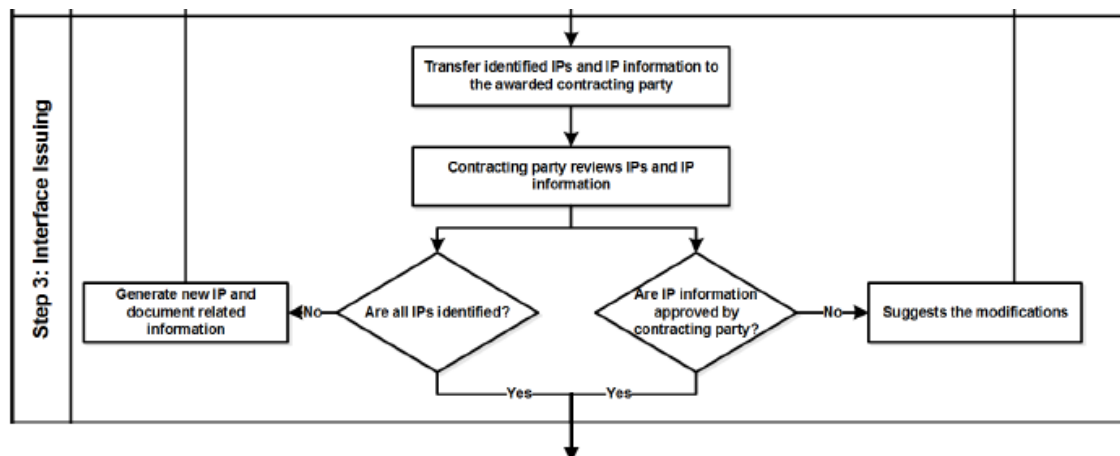 Step 3: Interface Issuing
Transfer identified IPs and IP information to
the awarded contracting party
Contracting party reviews IPs and IP
information
Generate new IP and
document related
information
No
Are all IPs identified?
Are IP information
approved by
contracting party?
No
Suggests the modifications
Yes
Yes